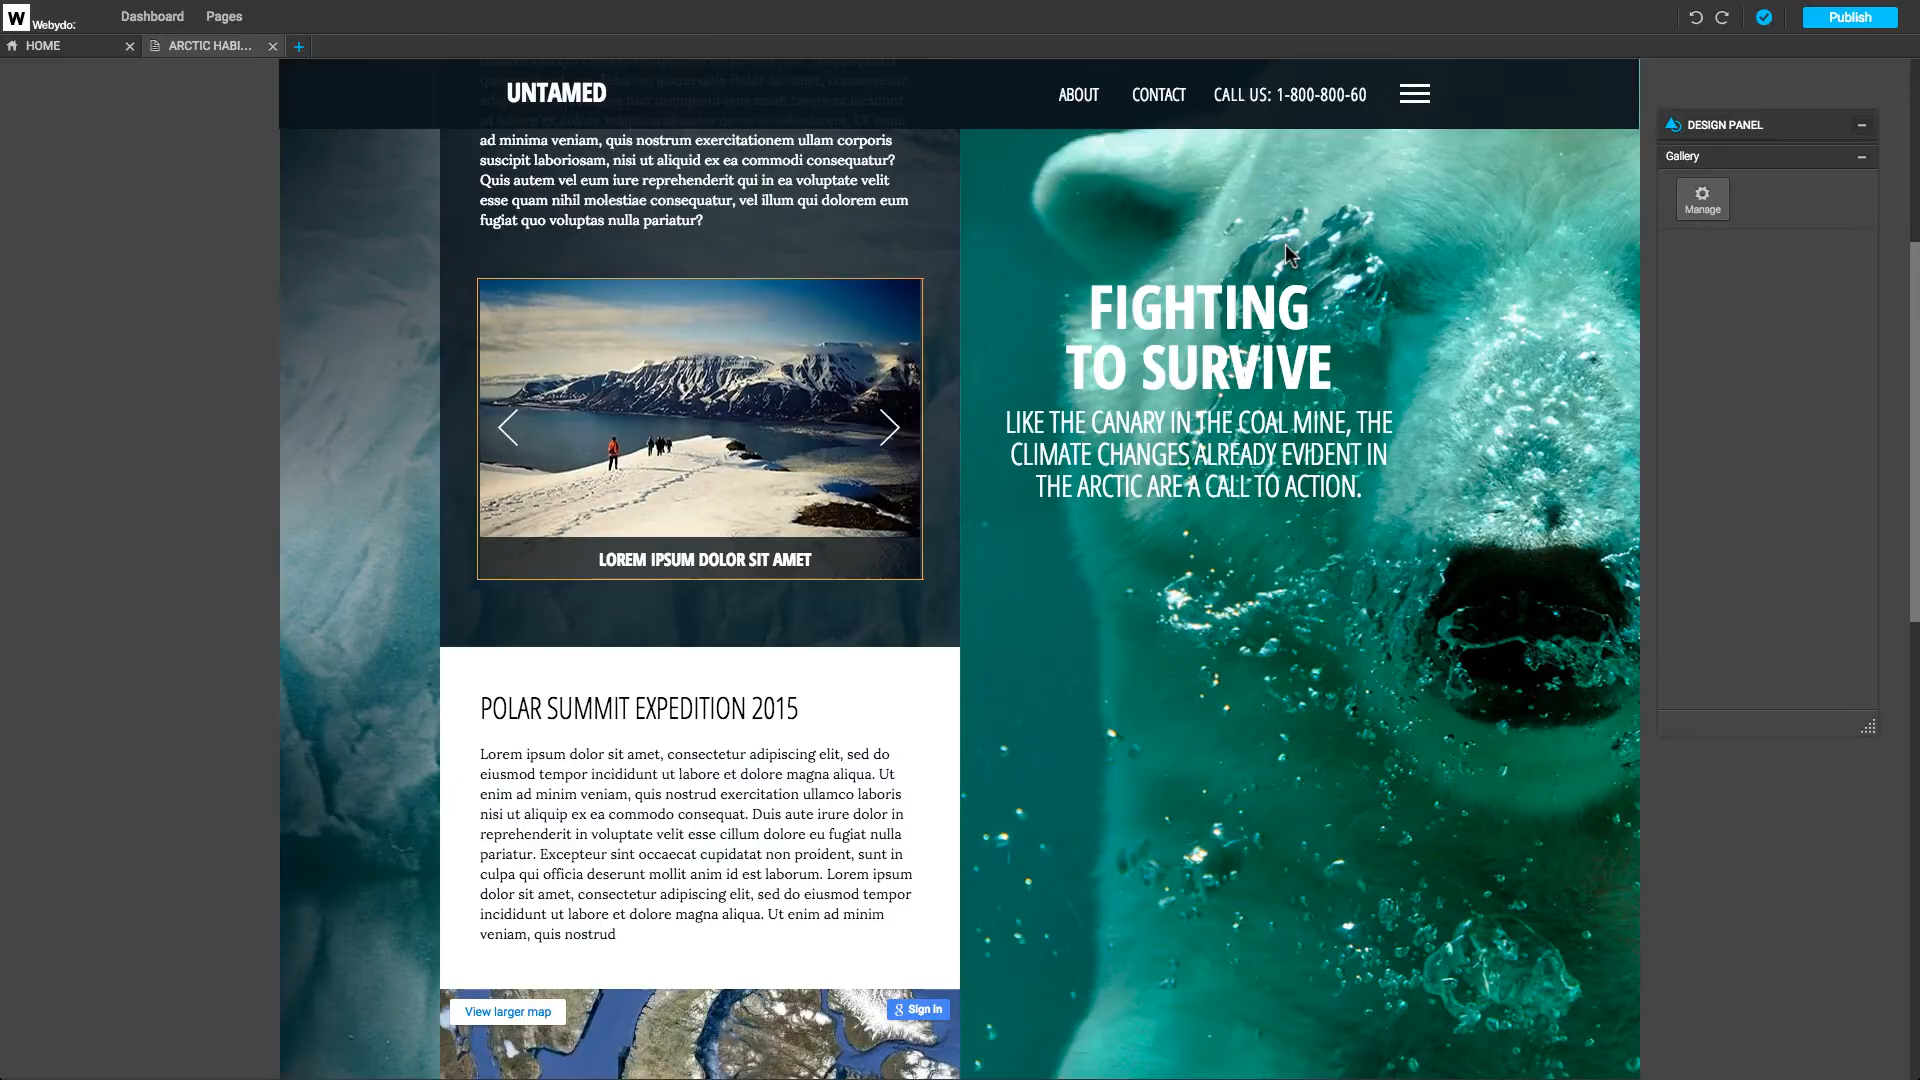 W Webydo:
Dashboard Pages
Publish
HOME
ARCTIC HABI...
UNTAMED
ABOUT CONTACT CALL US: 1-800-800-60
DESIGN PANEL
Gallery
Manage
ad minima veniam, quis nostrum exercitationem ullam corporis
suscipit laboriosam, nisi ut aliquid ex ea commodi consequatur?
Quis autem vel eum iure reprehenderit qui in ea voluptate velit
esse quam nihil molestiae consequatur, vel illum qui dolorem eum
fugiat quo voluptas nulla pariatur?
LOREM IPSUM DOLOR SIT AMET
FIGHTING
TO SURVIVE
LIKE THE CANARY IN THE COAL MINE, THE
CLIMATE CHANGES ALREADY EVIDENT IN
THE ARCTIC ARE A CALL TO ACTION.
POLAR SUMMIT EXPEDITION 2015
Lorem ipsum dolor sit amet, consectetur adipiscing elit, sed do
eiusmod tempor incididunt ut labore et dolore magna aliqua. Ut
enim ad minim veniam, quis nostrud exercitation ullamco laboris
nisi ut aliquip ex ea commodo consequat. Duis aute irure dolor in
reprehenderit in voluptate velit esse cillum dolore eu fugiat nulla
pariatur. Excepteur sint occaecat cupidatat non proident, sunt in
culpa qui officia deserunt mollit anim id est laborum. Lorem ipsum
dolor sit amet, consectetur adipiscing elit, sed do eiusmod tempor
incididunt ut labore et dolore magna aliqua. Ut enim ad minim
veniam, quis nostrud
View larger map
g Sign in